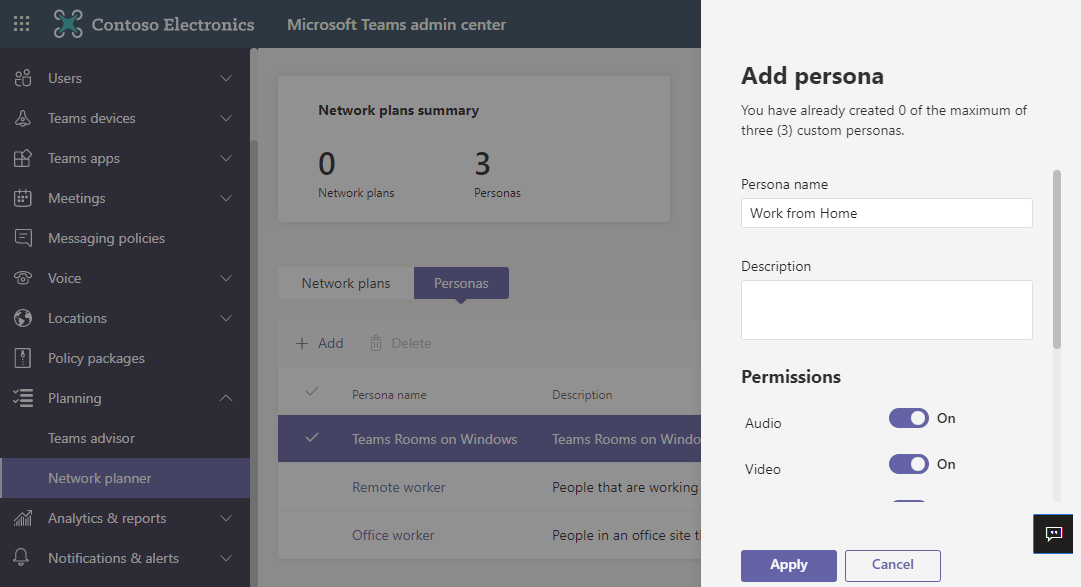 Contoso Electronics
Microsoft Teams admin center
Users
Teams devices
Teams apps
Meetings
Messaging policies
Voice
Locations
Policy packages
Planning
Teams advisor
Network planner
Analytics & reports
Notifications & alerts
Network plans summary
0 3
Network plans Personas
Network plans Personas
Add Delete
Persona name Description
Teams Rooms on Windows Teams Rooms on Windo
Remote worker People that are working
Office worker People in an office site t
Add persona
You have already created 0 of the maximum of
three (3) custom personas.
Persona name
Work from Home
Description
Permissions
Audio On
Video On
Apply Cancel